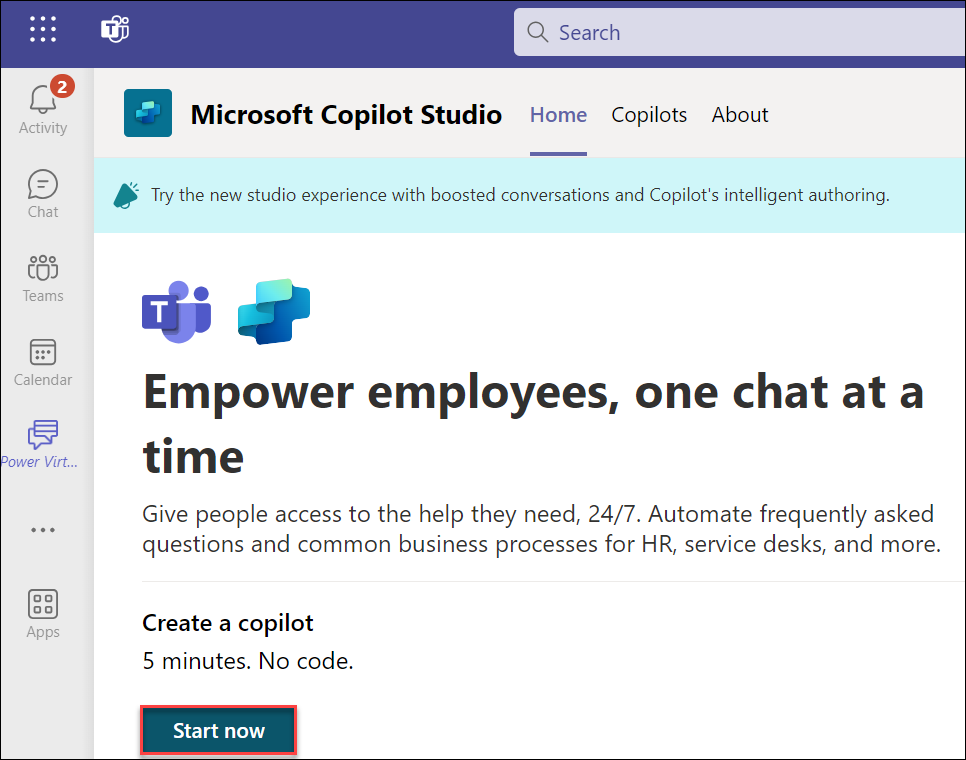 T
Search
2
Activity
Chat
Teams
Calendar
Power Virt...
Apps
Microsoft Copilot Studio Home Copilots About
Try the new studio experience with boosted conversations and Copilot's intelligent authoring.
T
Empower employees, one chat at a
time
Give people access to the help they need, 24/7. Automate frequently asked
questions and common business processes for HR, service desks, and more.
Create a copilot
5 minutes. No code.
Start now